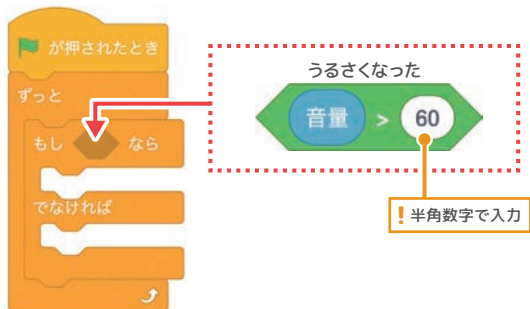 が押されたとき
ずっと
もし なら
でなければ
うるさくなった
音量 > 60
! 半角数字で入力